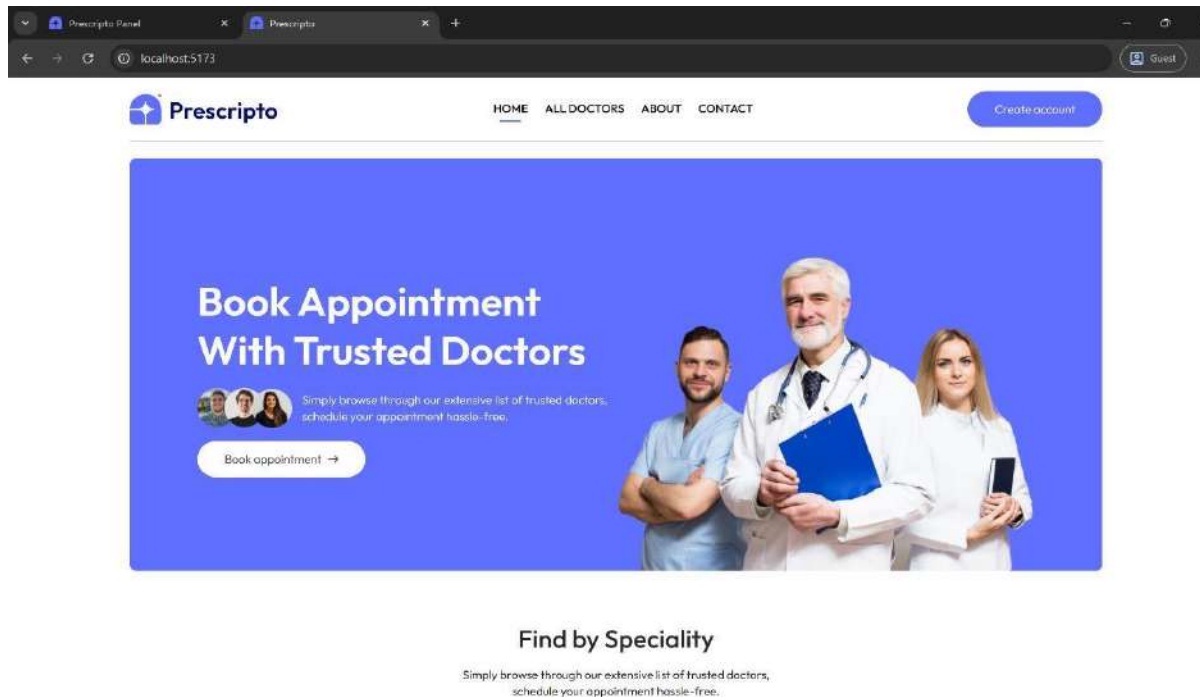 Prescripto Panel
Prescripto
localhost:5173
Guest
Prescripto
HOME ALL DOCTORS ABOUT CONTACT
Create account
Book Appointment
With Trusted Doctors
Simply browse through our extensive list of trusted doctors,
schedule your appointment hassle-free.
Book appointment →
Find by Speciality
Simply browse through our extensive list of trusted doctors,
schedule your appointment hassle-free.